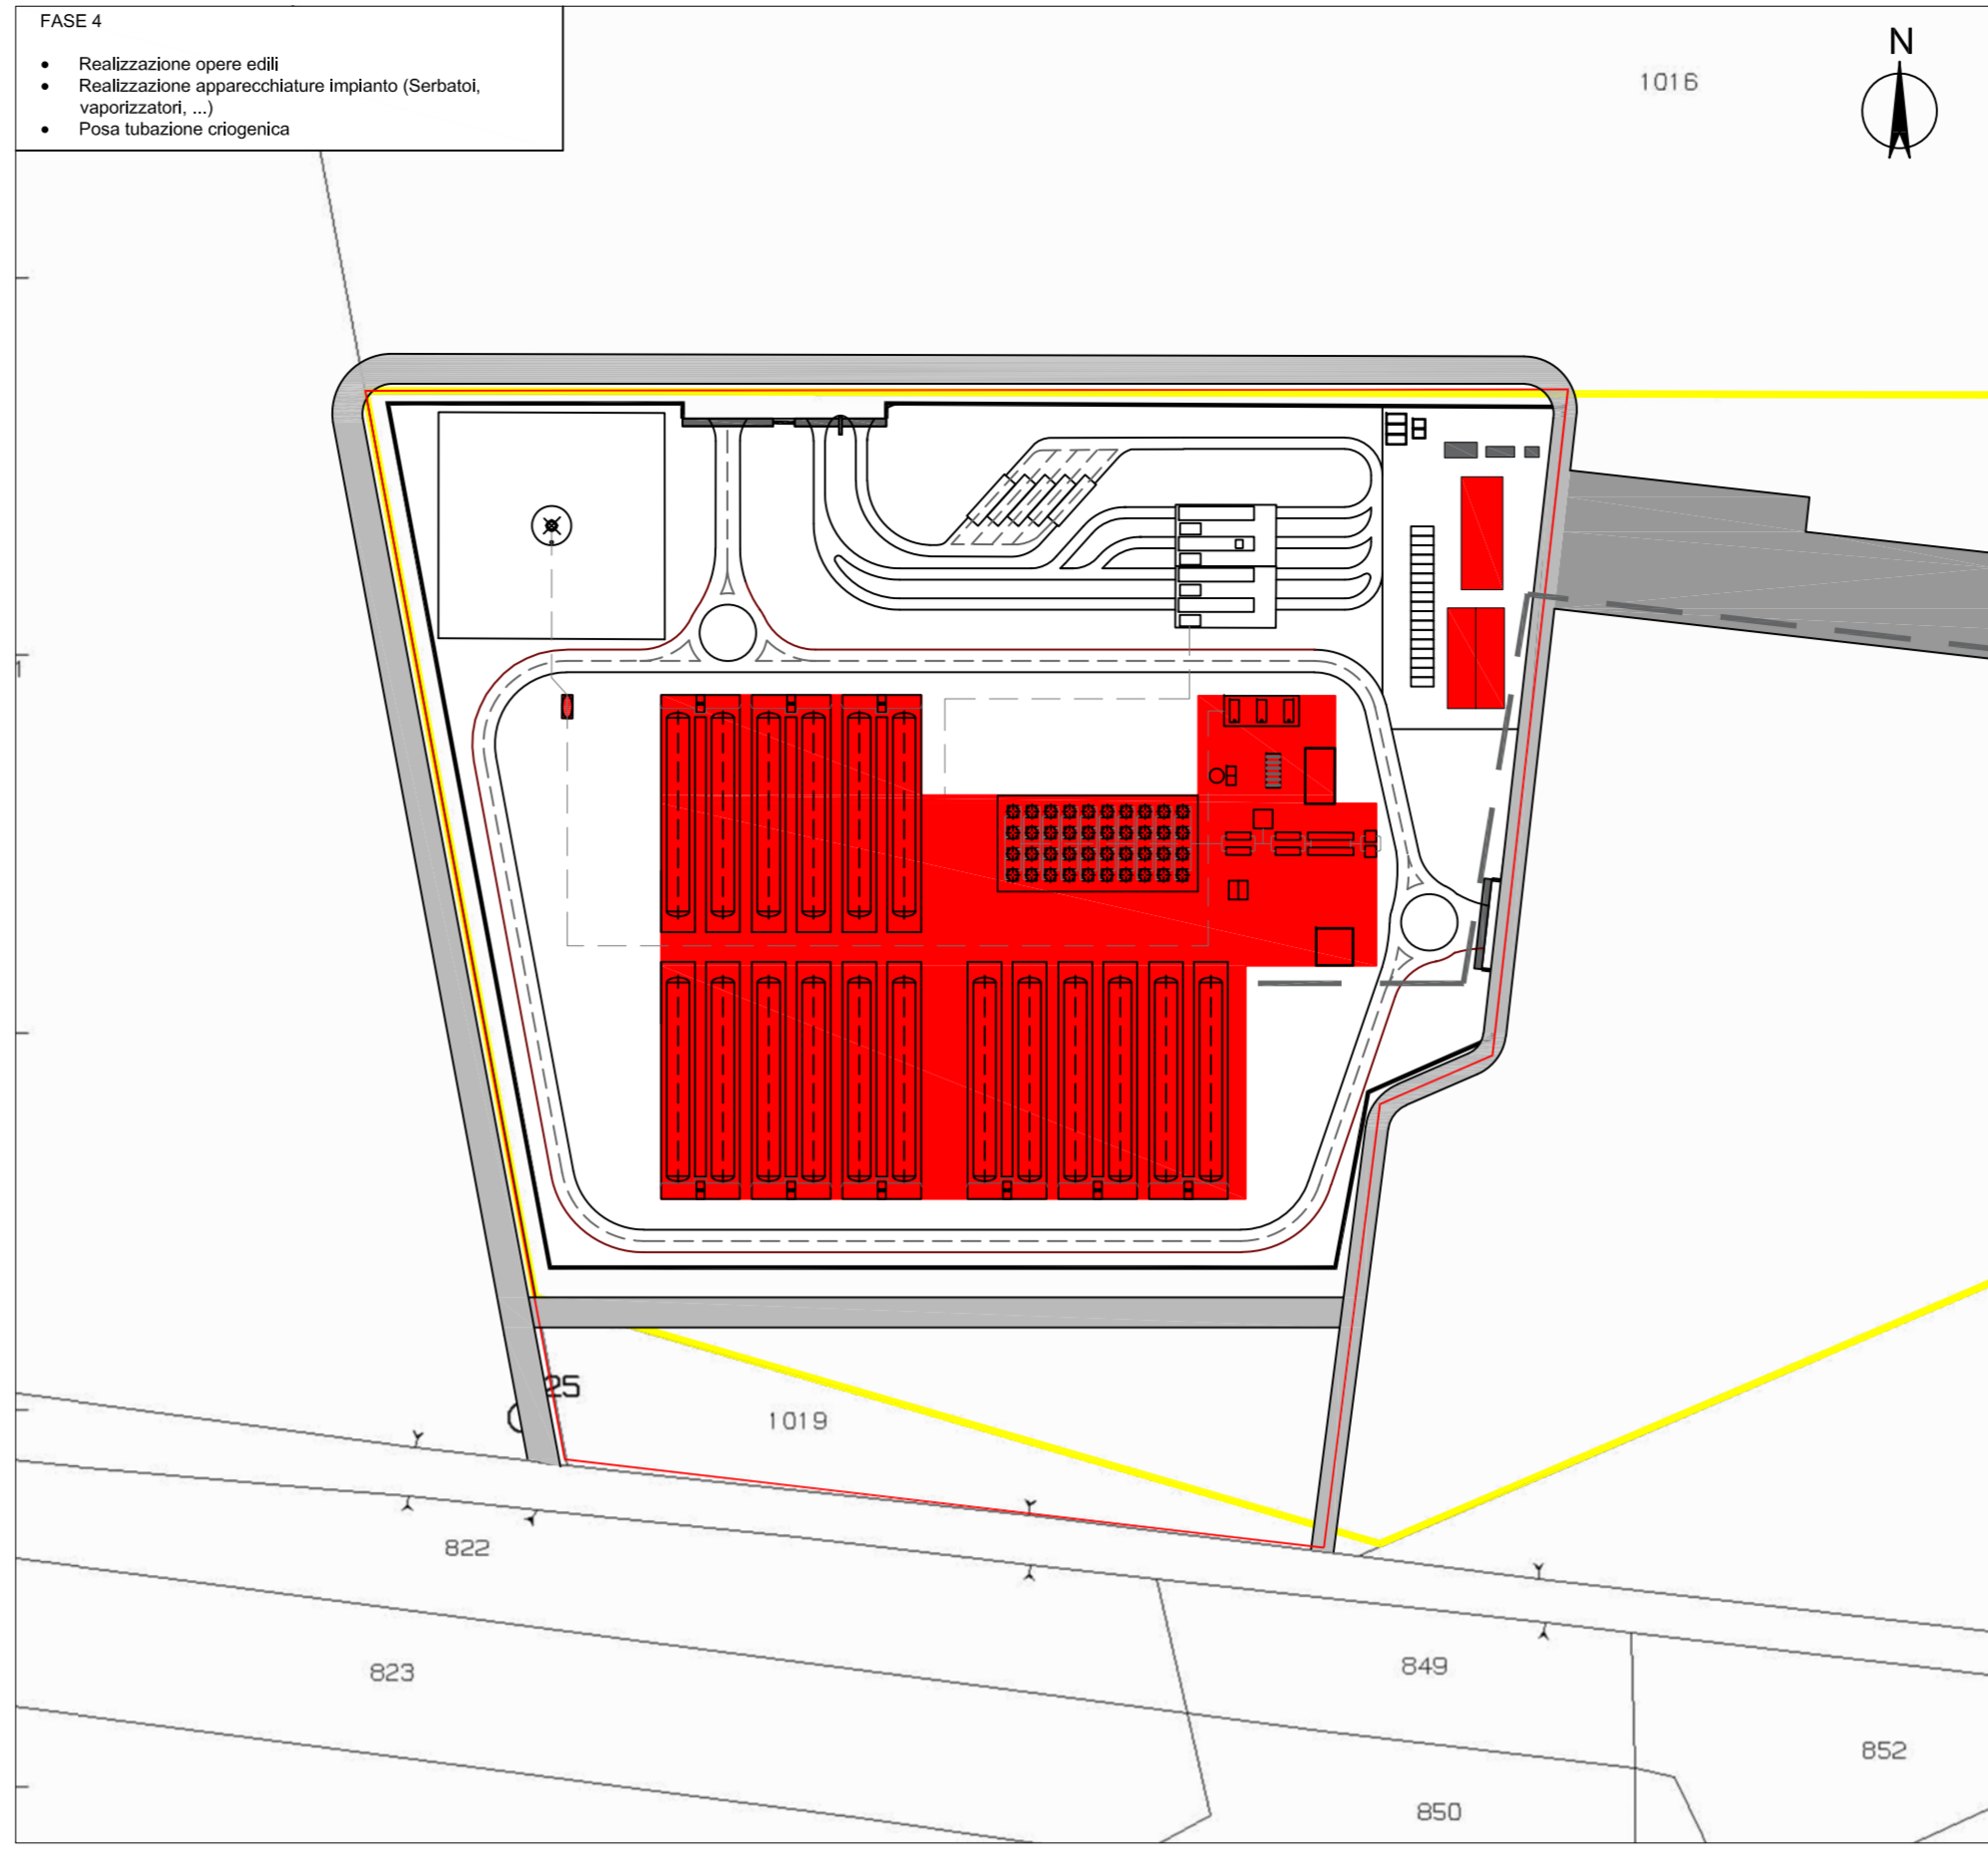 FASE 4
• Realizzazione opere edili
• Realizzazione apparecchiature impianto (Serbatoi,
vaporizzatori, ...)
• Posa tubazione criogenica
N
1016
1
25
1019
822
823
849
852
850